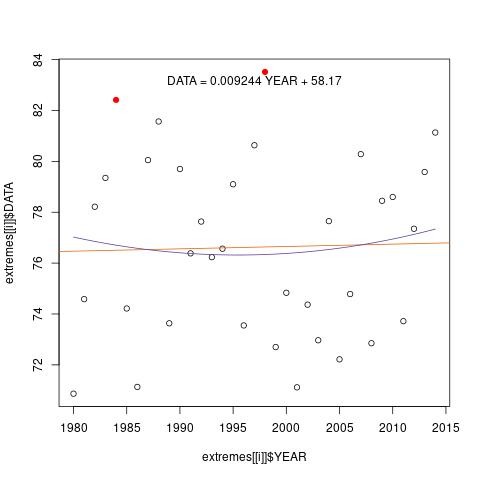 DATA = 0.009244 YEAR + 58.17
84
82
80
78
76
74
72
extremes[[i]]$DATA
1980 1985 1990 1995 2000 2005 2010 2015
extremes[[i]]$YEAR